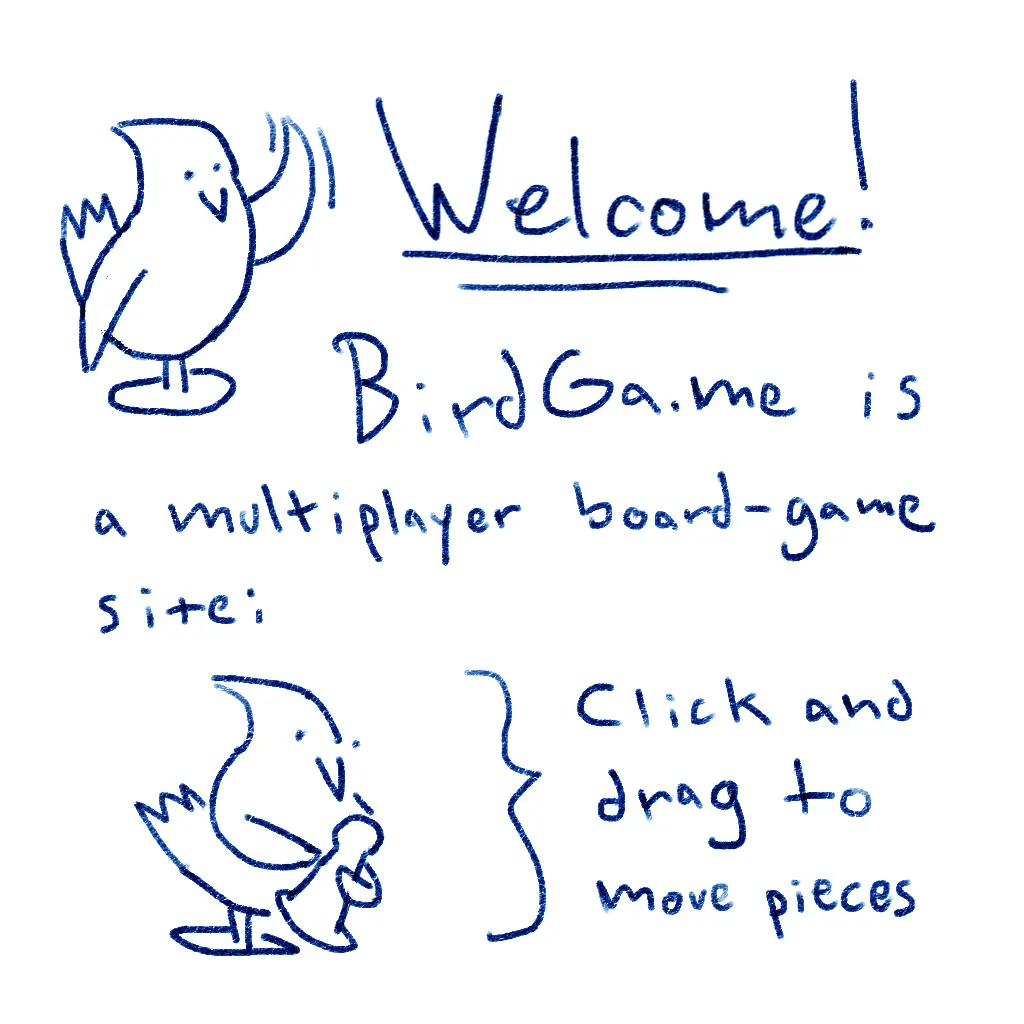 Welcome!
BirdGa.me is
a multiplayer board-game
site:
Click and
drag to
move pieces